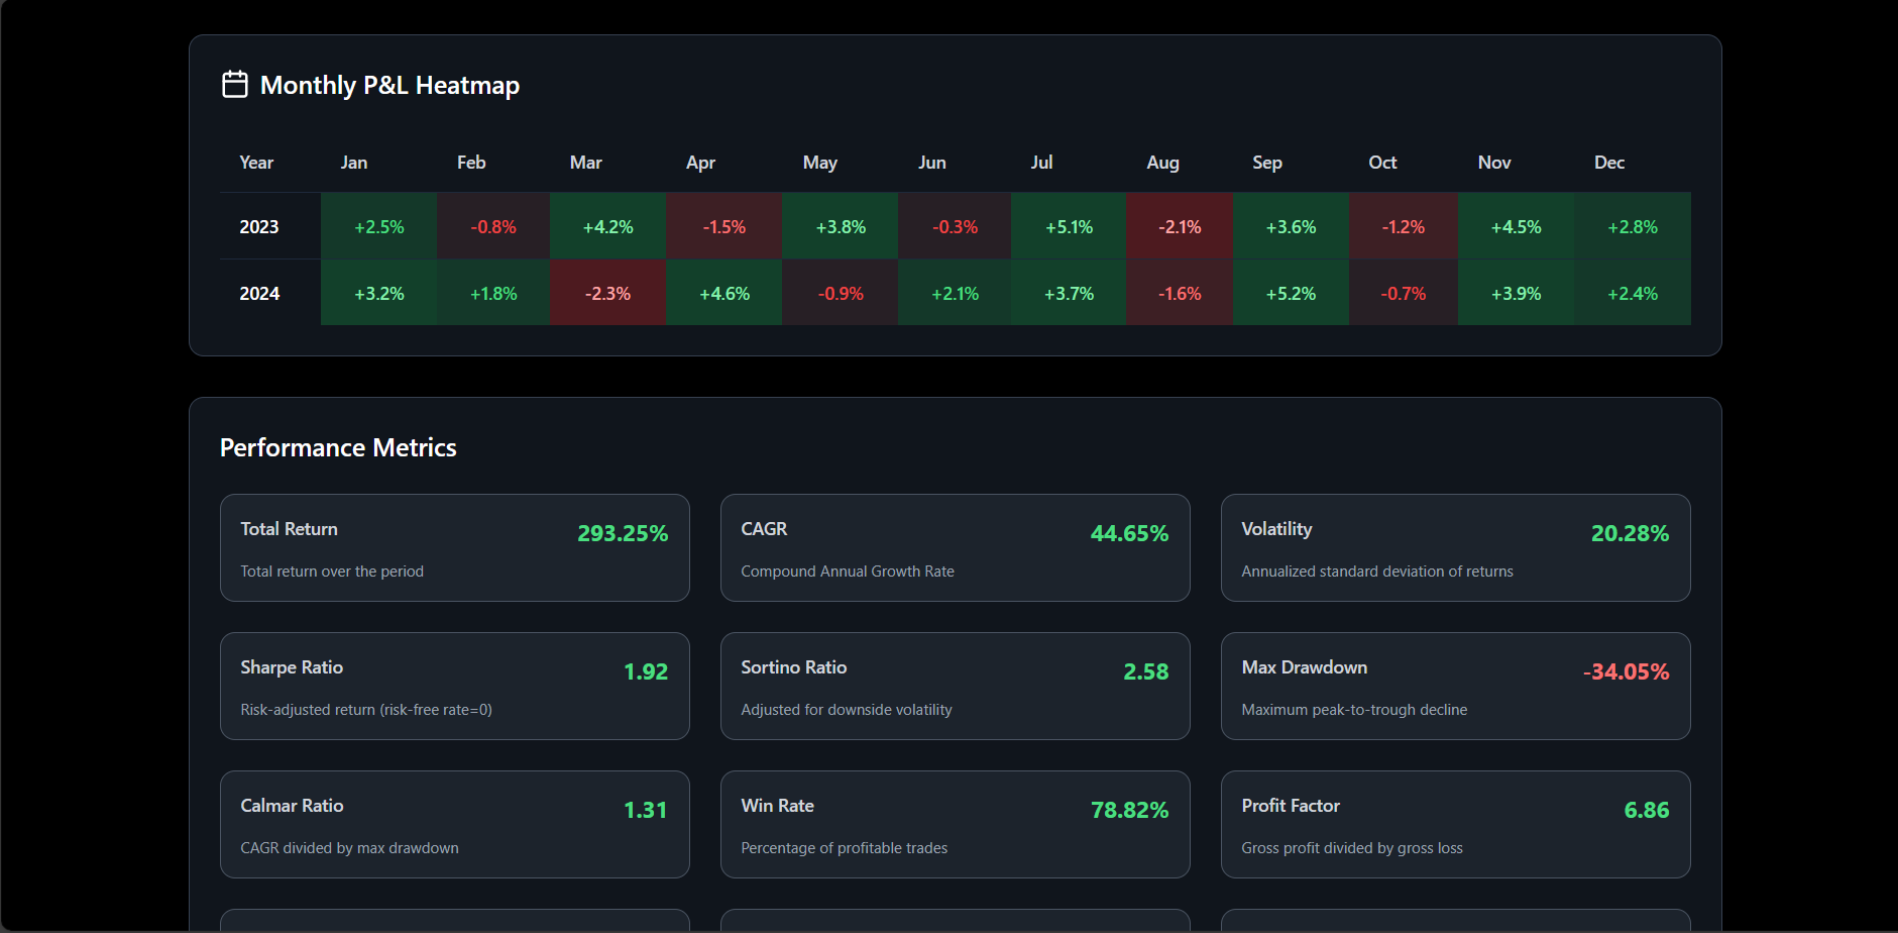 Monthly P&L Heatmap
Year Jan Feb Mar Apr May Jun Jul Aug Sep Oct Nov Dec
2023 +2.5% -0.8% +4.2% -1.5% +3.8% -0.3% +5.1% -2.1% +3.6% -1.2% +4.5% +2.8%
2024 +3.2% +1.8% -2.3% +4.6% -0.9% +2.1% +3.7% -1.6% +5.2% -0.7% +3.9% +2.4%
Performance Metrics
Total Return 293.25%
Total return over the period
CAGR 44.65%
Compound Annual Growth Rate
Volatility 20.28%
Annualized standard deviation of returns
Sharpe Ratio 1.92
Risk-adjusted return (risk-free rate=0)
Sortino Ratio 2.58
Adjusted for downside volatility
Max Drawdown -34.05%
Maximum peak-to-trough decline
Calmar Ratio 1.31
CAGR divided by max drawdown
Win Rate 78.82%
Percentage of profitable trades
Profit Factor 6.86
Gross profit divided by gross loss